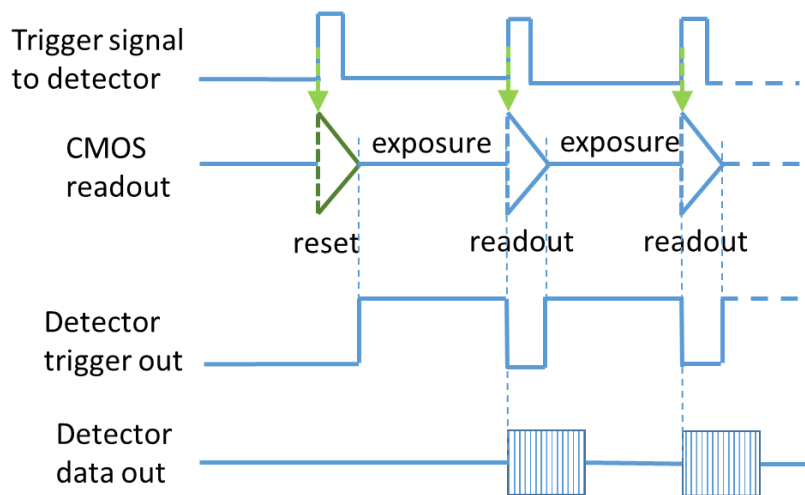 Trigger signal
to detector
CMOS
readout
exposure
exposure
reset
readout
readout
Detector
trigger out
Detector
data out